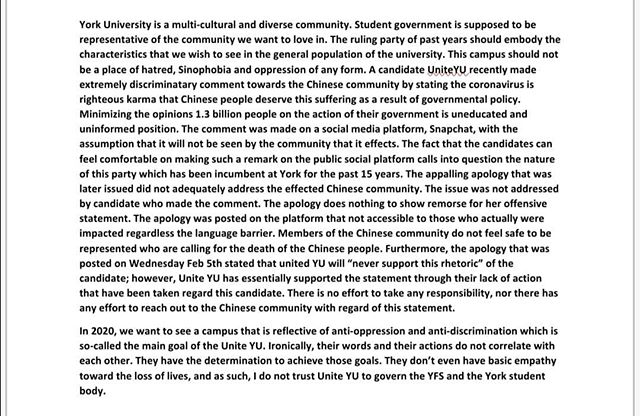 York University is a multi-cultural and diverse community. Student government is supposed to be
representative of the community we want to love in. The ruling party of past years should embody the
characteristics that we wish to see in the general population of the university. This campus should not
be a place of hatred, Sinophobia and oppression of any form. A candidate UniteYU recently made
extremely discriminatary comment towards the Chinese community by stating the coronavirus is
righteous karma that Chinese people deserve this suffering as a result of governmental policy.
Minimizing the opinions 1.3 billion people on the action of their government is uneducated and
uninformed position. The comment was made on a social media platform, Snapchat, with the
assumption that it will not be seen by the community that it effects. The fact that the candidates can
feel comfortable on making such a remark on the public social platform calls into question the nature
of this party which has been incumbent at York for the past 15 years. The appalling apology that was
later issued did not adequately address the effected Chinese community. The issue was not addressed
by candidate who made the comment. The apology does nothing to show remorse for her offensive
statement. The apology was posted on the platform that not accessible to those who actually were
impacted regardless the language barrier. Members of the Chinese community do not feel safe to be
represented who are calling for the death of the Chinese people. Furthermore, the apology that was
posted on Wednesday Feb 5th stated that united YU will “never support this rhetoric” of the
candidate; however, Unite YU has essentially supported the statement through their lack of action
that have been taken regard this candidate. There is no effort to take any responsibility, nor there has
any effort to reach out to the Chinese community with regard of this statement.
In 2020, we want to see a campus that is reflective of anti-oppression and anti-discrimination which is
so-called the main goal of the Unite YU. Ironically, their words and their actions do not correlate with
each other. They have the determination to achieve those goals. They don’t even have basic empathy
toward the loss of lives, and as such, I do not trust Unite YU to govern the YFS and the York student
body.